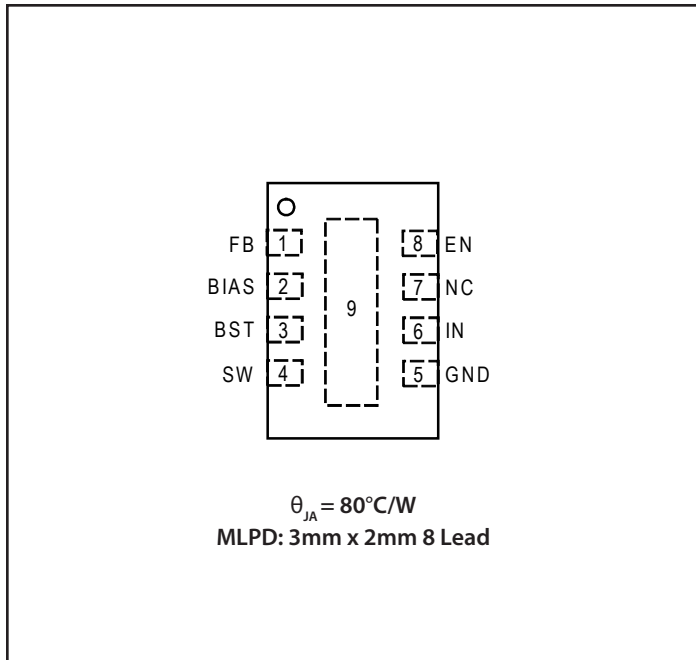 FB 1 8 EN
BIAS 2 7 NC
9
BST 3 6 IN
SW 4 5 GND
θJA = 80°C/W
MLPD: 3mm x 2mm 8 Lead